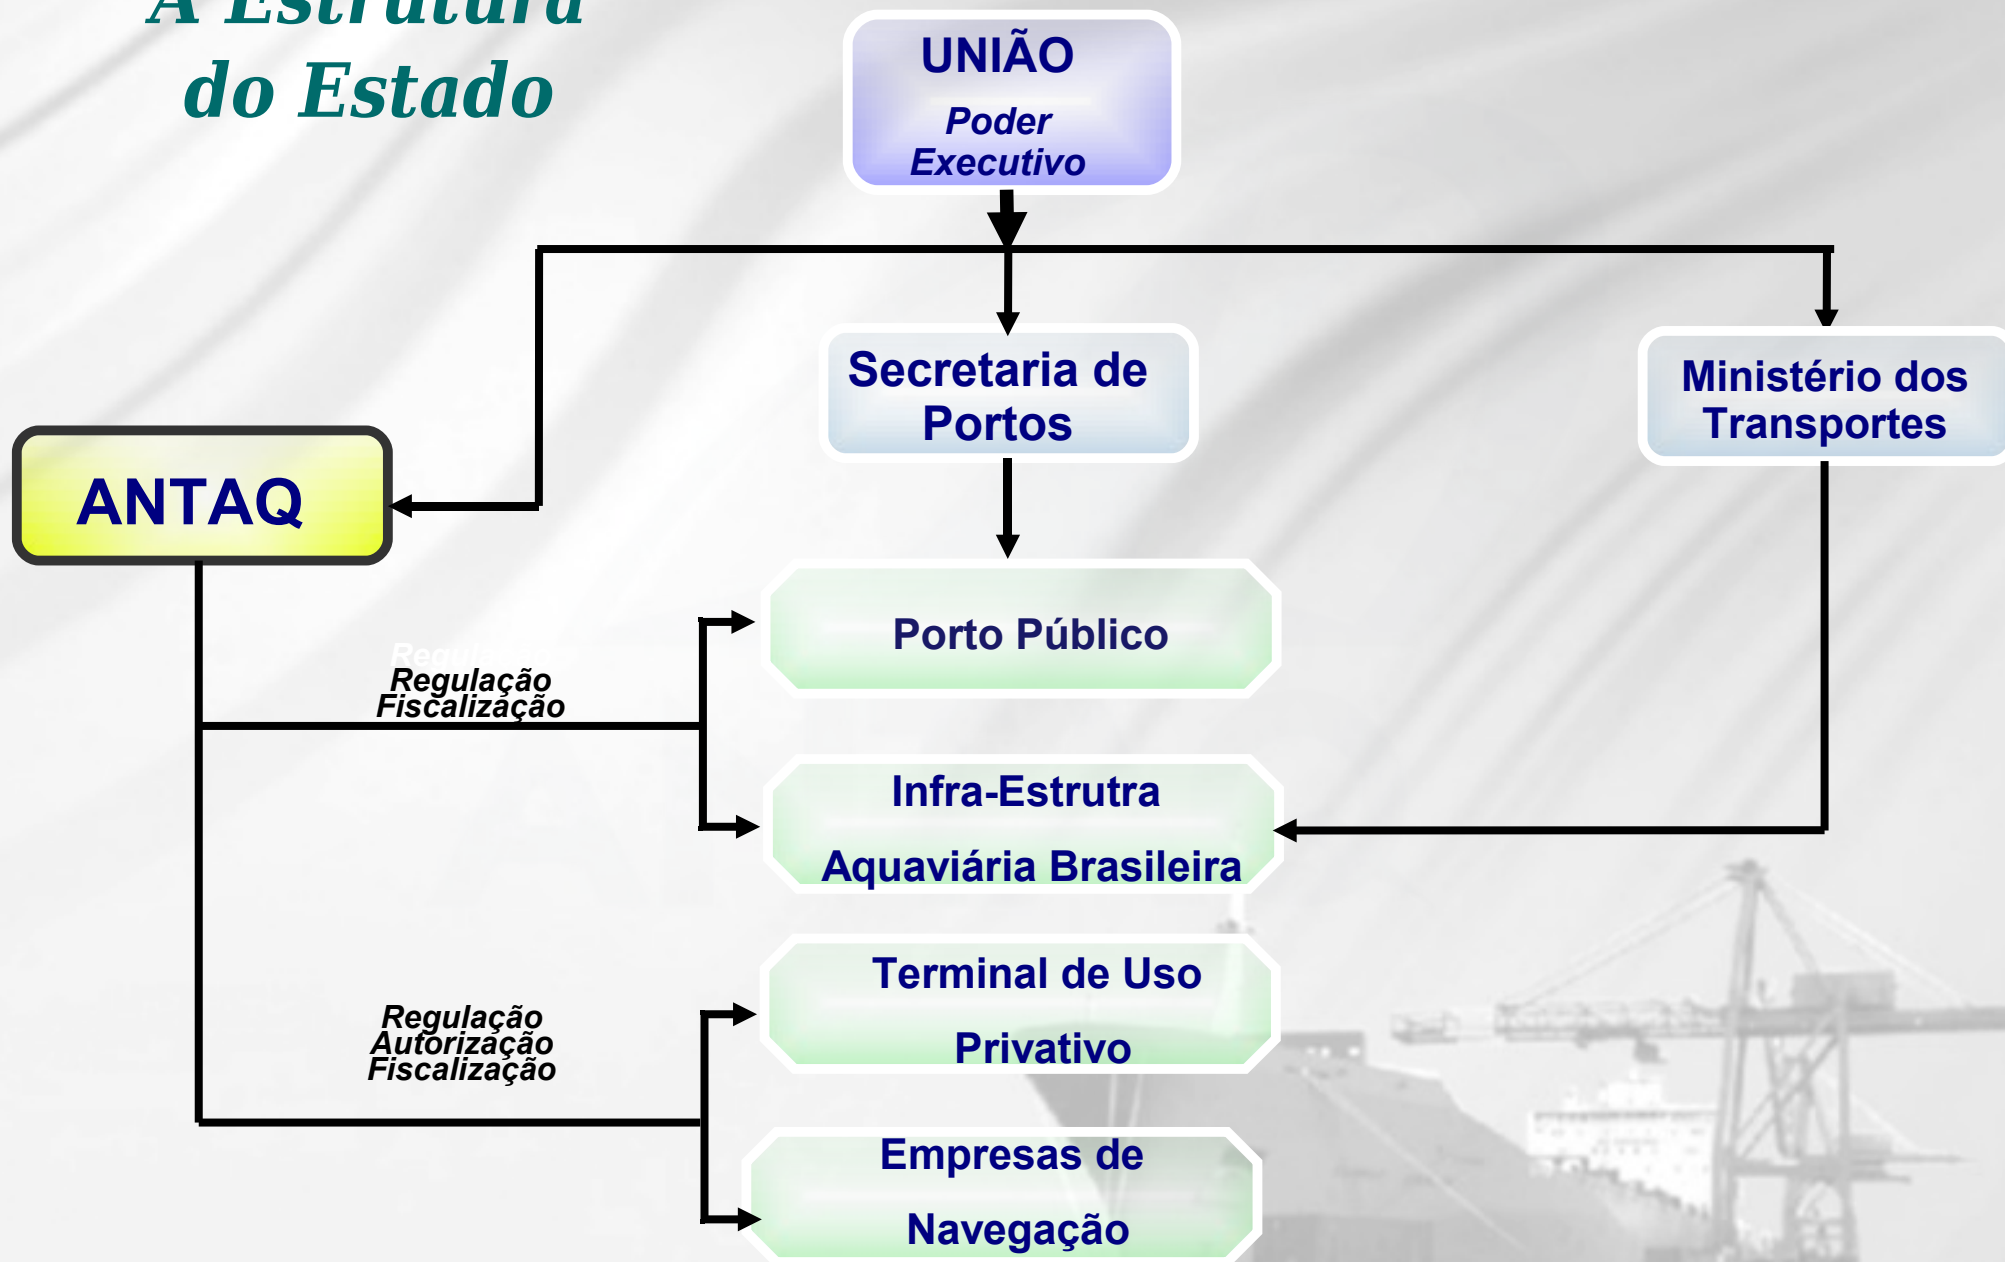 A Estrutura
do Estado
UNIÃO
Poder
Executivo
Secretaria de
Portos
Ministério dos
Transportes
ANTAQ
Porto Público
Regulação
Regulação
Fiscalização
Infra-Estrutra
Aquaviária Brasileira
Terminal de Uso
Privativo
Regulação
Autorização
Fiscalização
Empresas de
Navegação